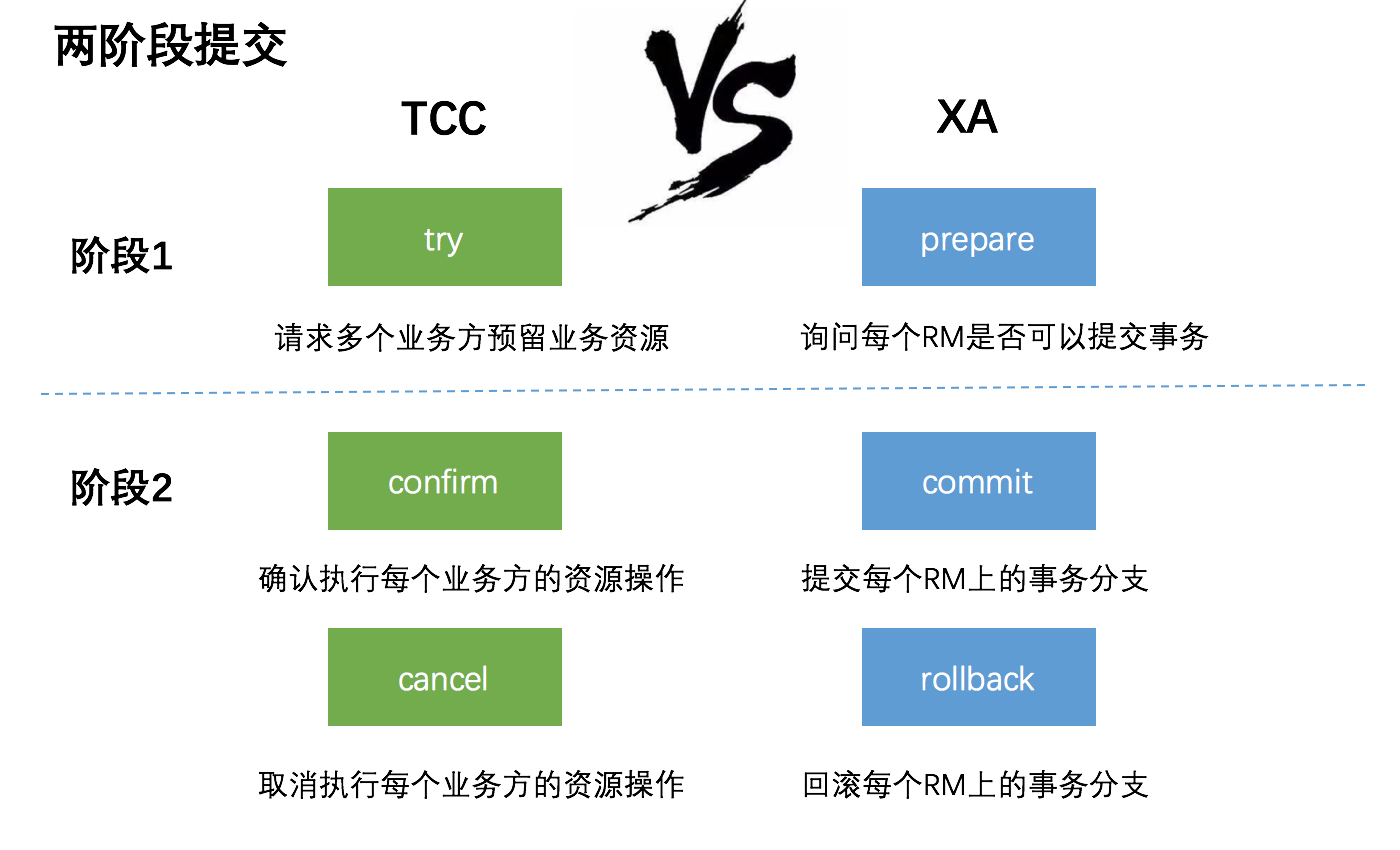 两阶段提交
VS
TCC
XA
阶段1
try
prepare
请求多个业务方预留业务资源
询问每个RM是否可以提交事务
阶段2
confirm
commit
确认执行每个业务方的资源操作
提交每个RM上的事务分支
cancel
rollback
取消执行每个业务方的资源操作
回滚每个RM上的事务分支